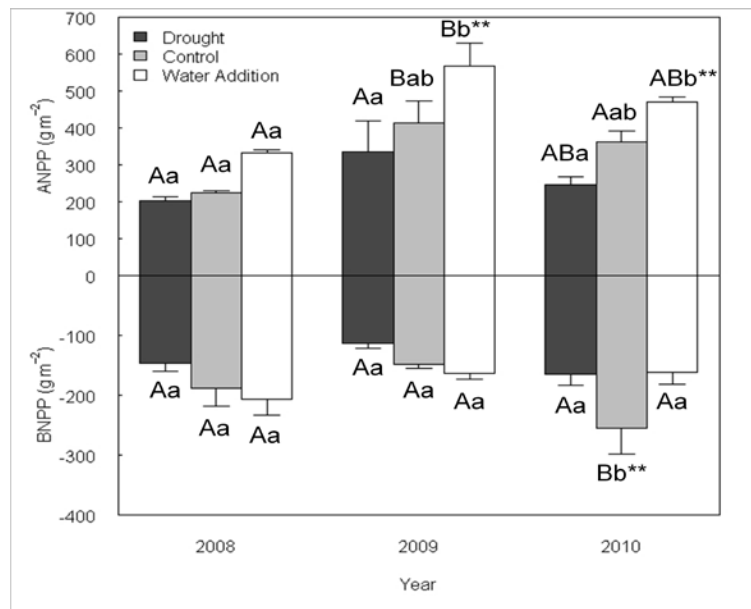 700
600
500
400
300
200
100
0
-100
-200
-300
-400
ANPP (gm⁻²)
BNPP (gm⁻²)
Drought
Control
Water Addition
Aa Aa Aa
Aa Bab Bb**
ABa Aab ABb**
Aa Aa Aa
Aa Aa Aa
Aa Bb** Aa
2008 2009 2010
Year